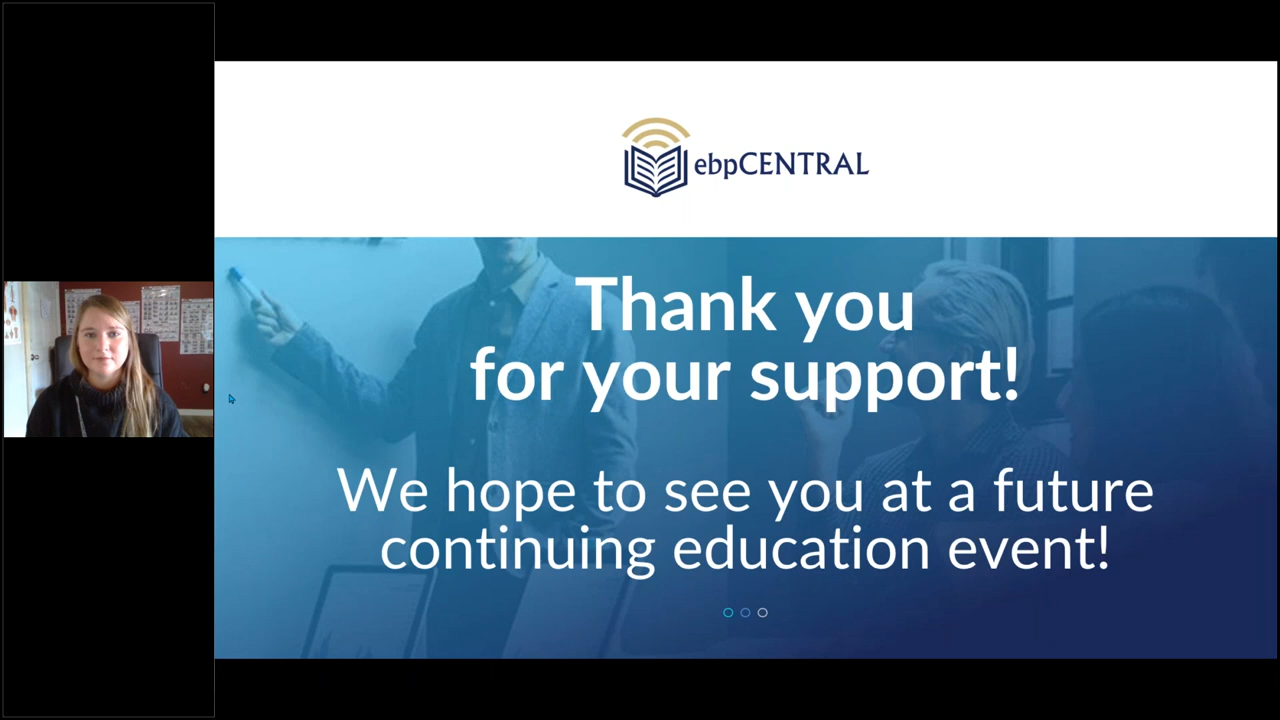 ebpCENTRAL
Thank you
for your support!
We hope to see you at a future
continuing education event!